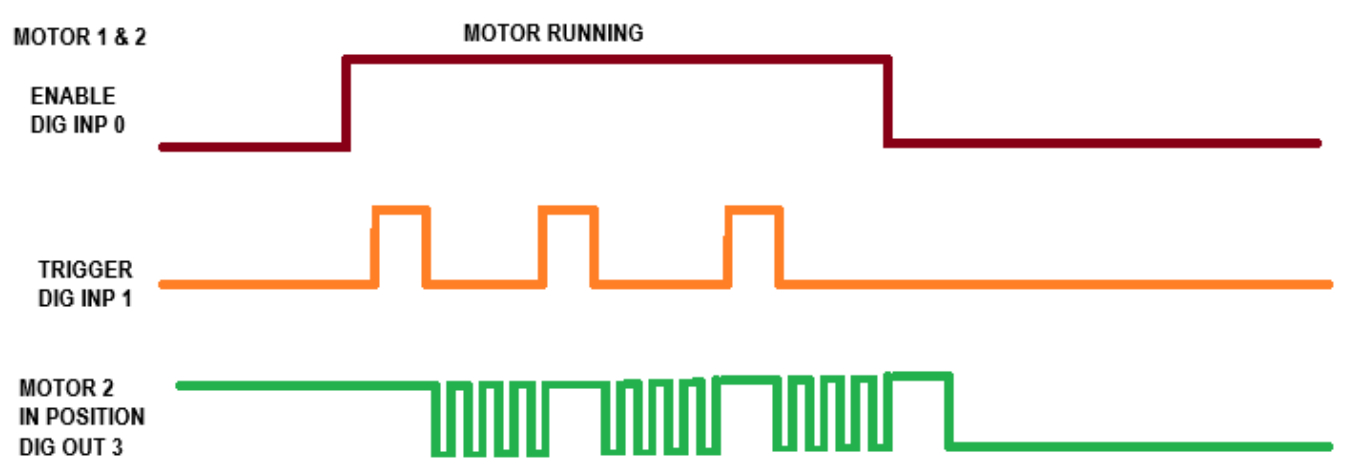 MOTOR 1 & 2
MOTOR RUNNING
ENABLE
DIG INP 0
TRIGGER
DIG INP 1
MOTOR 2
IN POSITION
DIG OUT 3